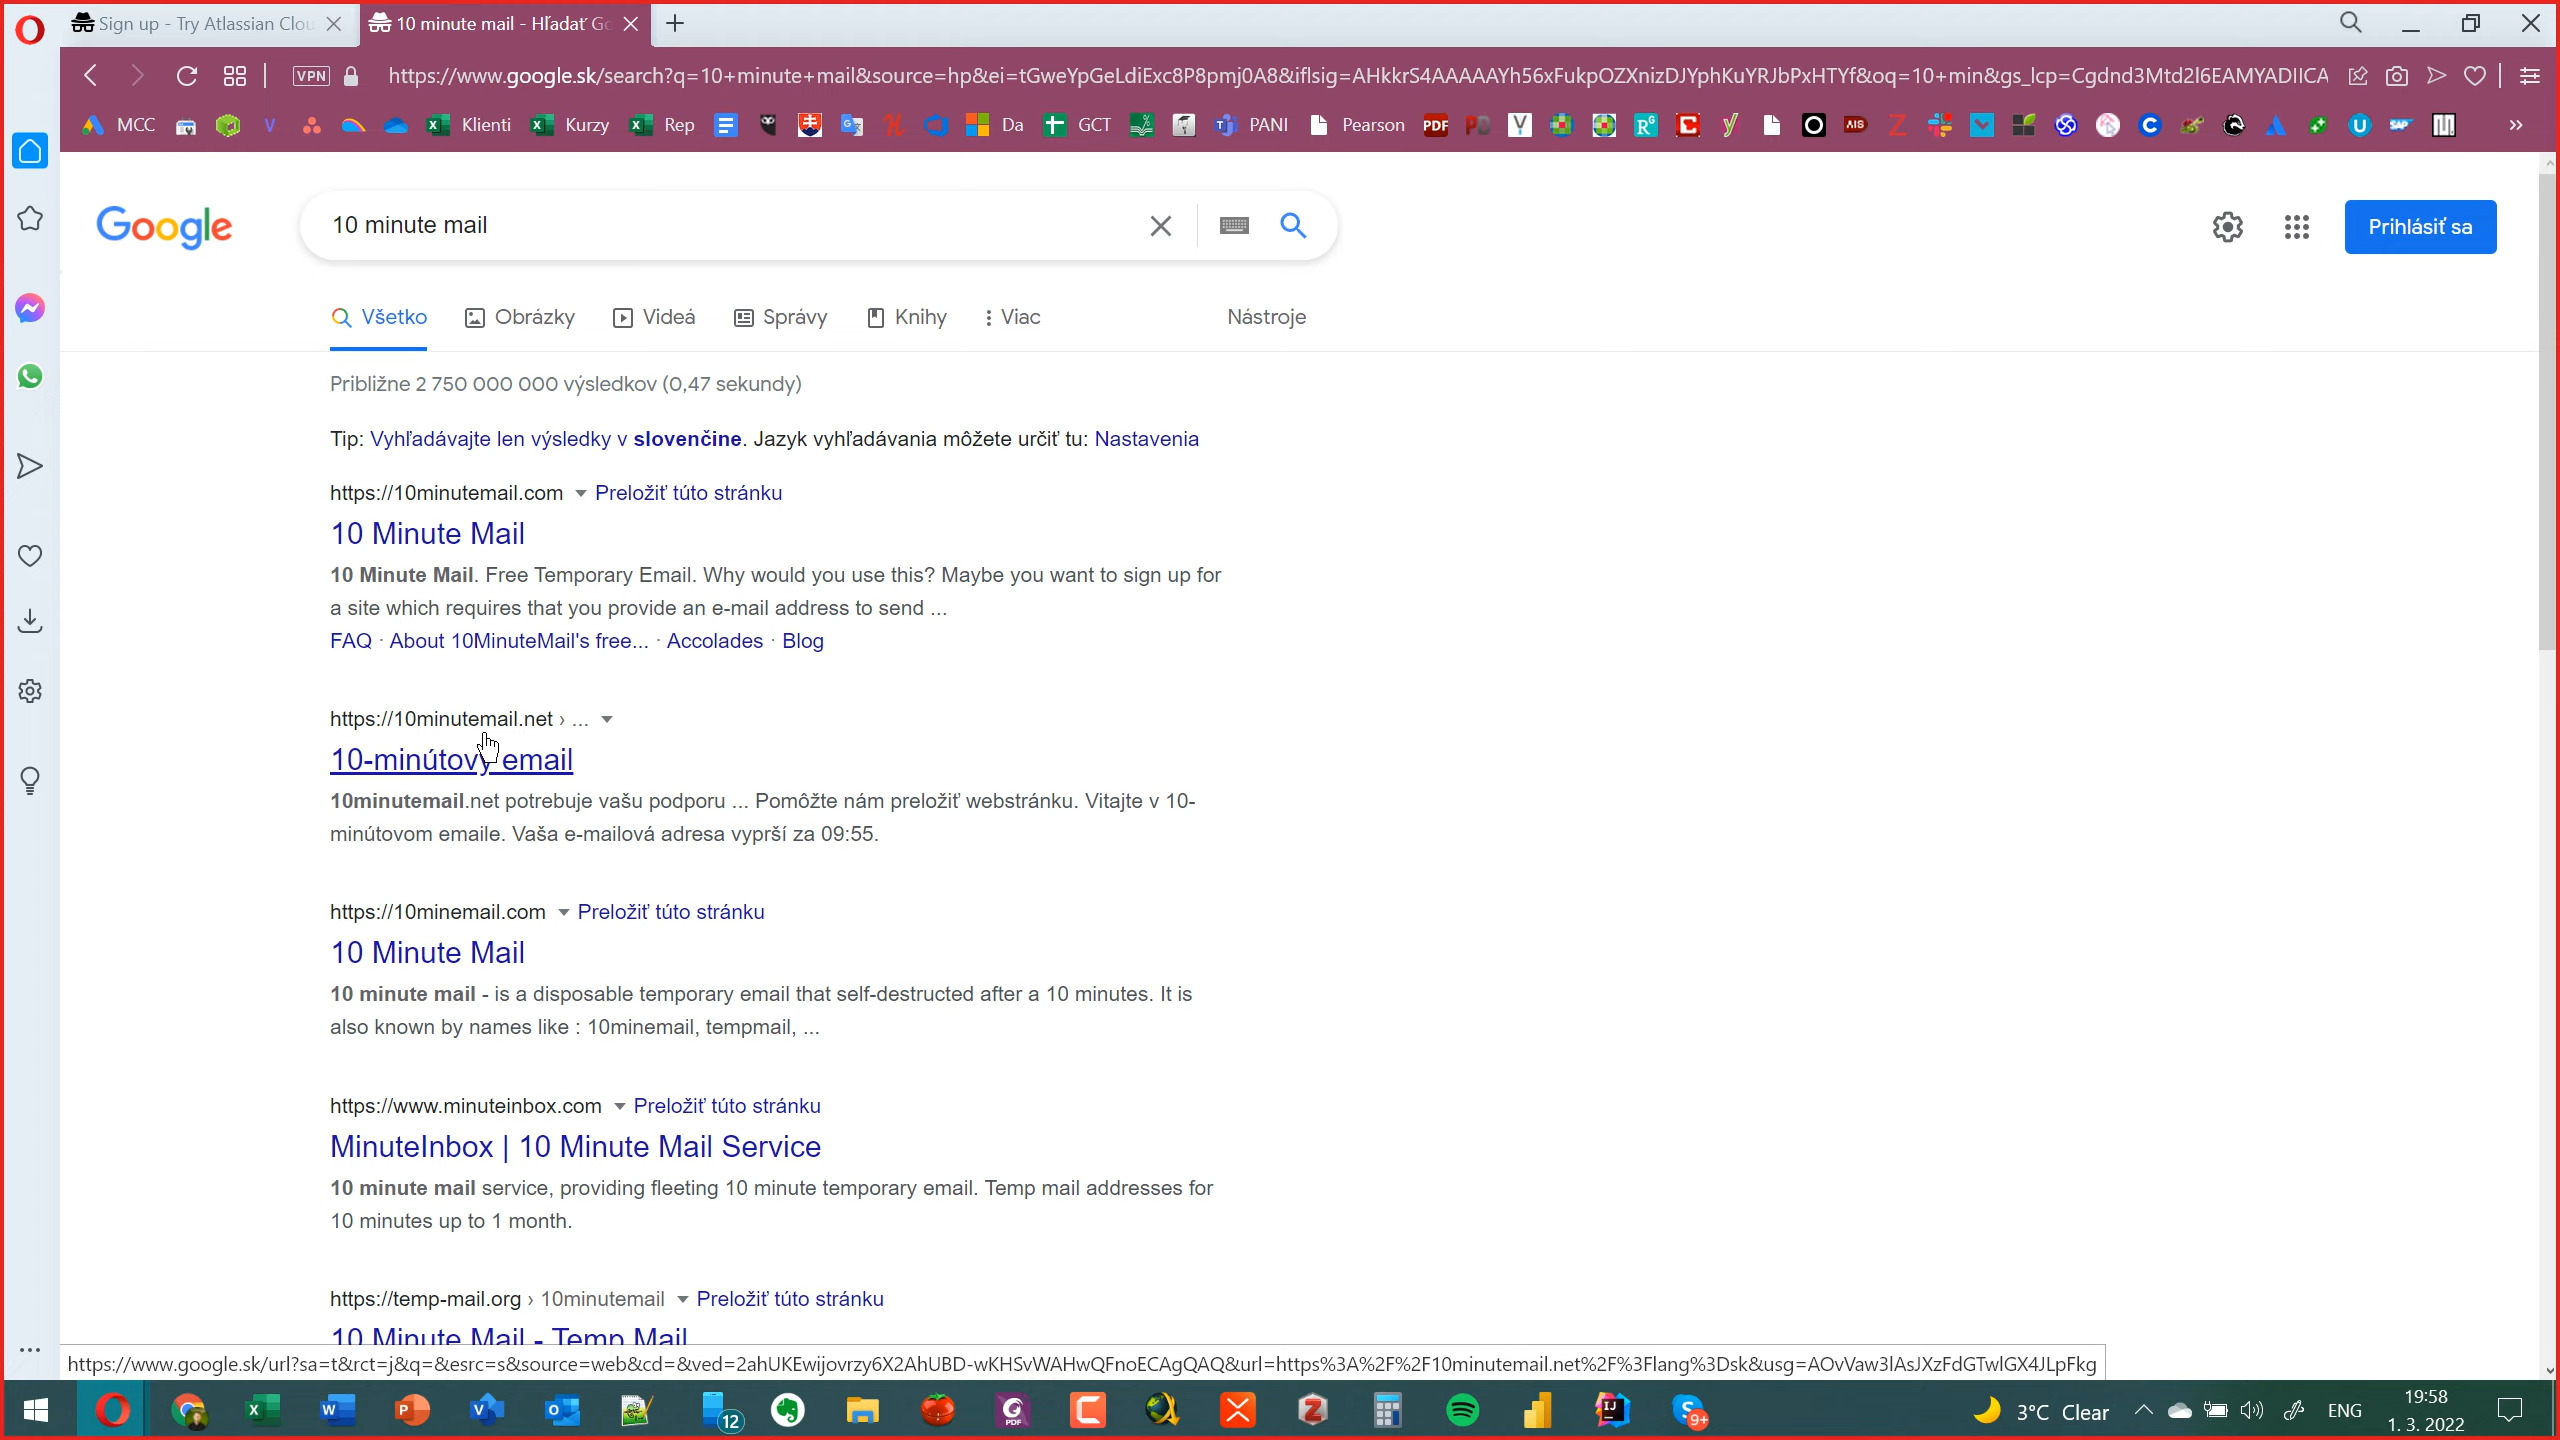 Sign up - Try Atlassian Clou
10 minute mail - Hľadať Go
VPN
https://www.google.sk/search?q=10+minute+mail&source=hp&ei=tGweYpGeLdiExc8P8pmj0A8&iflsig=AHkkrS4AAAAAYh56xFukpOZXnizDJYphKuYRJbPxHTYf&oq=10+min&gs_lcp=Cgdnd3Mtd2l6EAMYADIICA
MCC
Klienti
Kurzy
Rep
Da
GCT
PANI
Pearson
PDF
AIS
Google
10 minute mail
Prihlásiť sa
Všetko
Obrázky
Videá
Správy
Knihy
Viac
Nástroje
Približne 2 750 000 000 výsledkov (0,47 sekundy)
Tip: Vyhľadávajte len výsledky v slovenčine. Jazyk vyhľadávania môžete určiť tu: Nastavenia
https://10minutemail.com Preložiť túto stránku
10 Minute Mail
10 Minute Mail. Free Temporary Email. Why would you use this? Maybe you want to sign up for
a site which requires that you provide an e-mail address to send ...
FAQ · About 10MinuteMail's free... · Accolades · Blog
https://10minutemail.net › ...
10-minútový email
10minutemail.net potrebuje vašu podporu ... Pomôžte nám preložiť webstránku. Vitajte v 10-
minútovom emaile. Vaša e-mailová adresa vyprší za 09:55.
https://10minemail.com Preložiť túto stránku
10 Minute Mail
10 minute mail - is a disposable temporary email that self-destructed after a 10 minutes. It is
also known by names like : 10minemail, tempmail, ...
https://www.minuteinbox.com Preložiť túto stránku
MinuteInbox | 10 Minute Mail Service
10 minute mail service, providing fleeting 10 minute temporary email. Temp mail addresses for
10 minutes up to 1 month.
https://temp-mail.org › 10minutemail Preložiť túto stránku
10 Minute Mail - Temp Mail
https://www.google.sk/url?sa=t&rct=j&q=&esrc=s&source=web&cd=&ved=2ahUKEwijovrzy6X2AhUBD-wKHSvWAHwQFnoECAgQAQ&url=https%3A%2F%2F10minutemail.net%2F%3Flang%3Dsk&usg=AOvVaw3lAsJXzFdGTwlGX4JLpFkg
12
9+
3°C Clear
ENG
19:58
1. 3. 2022